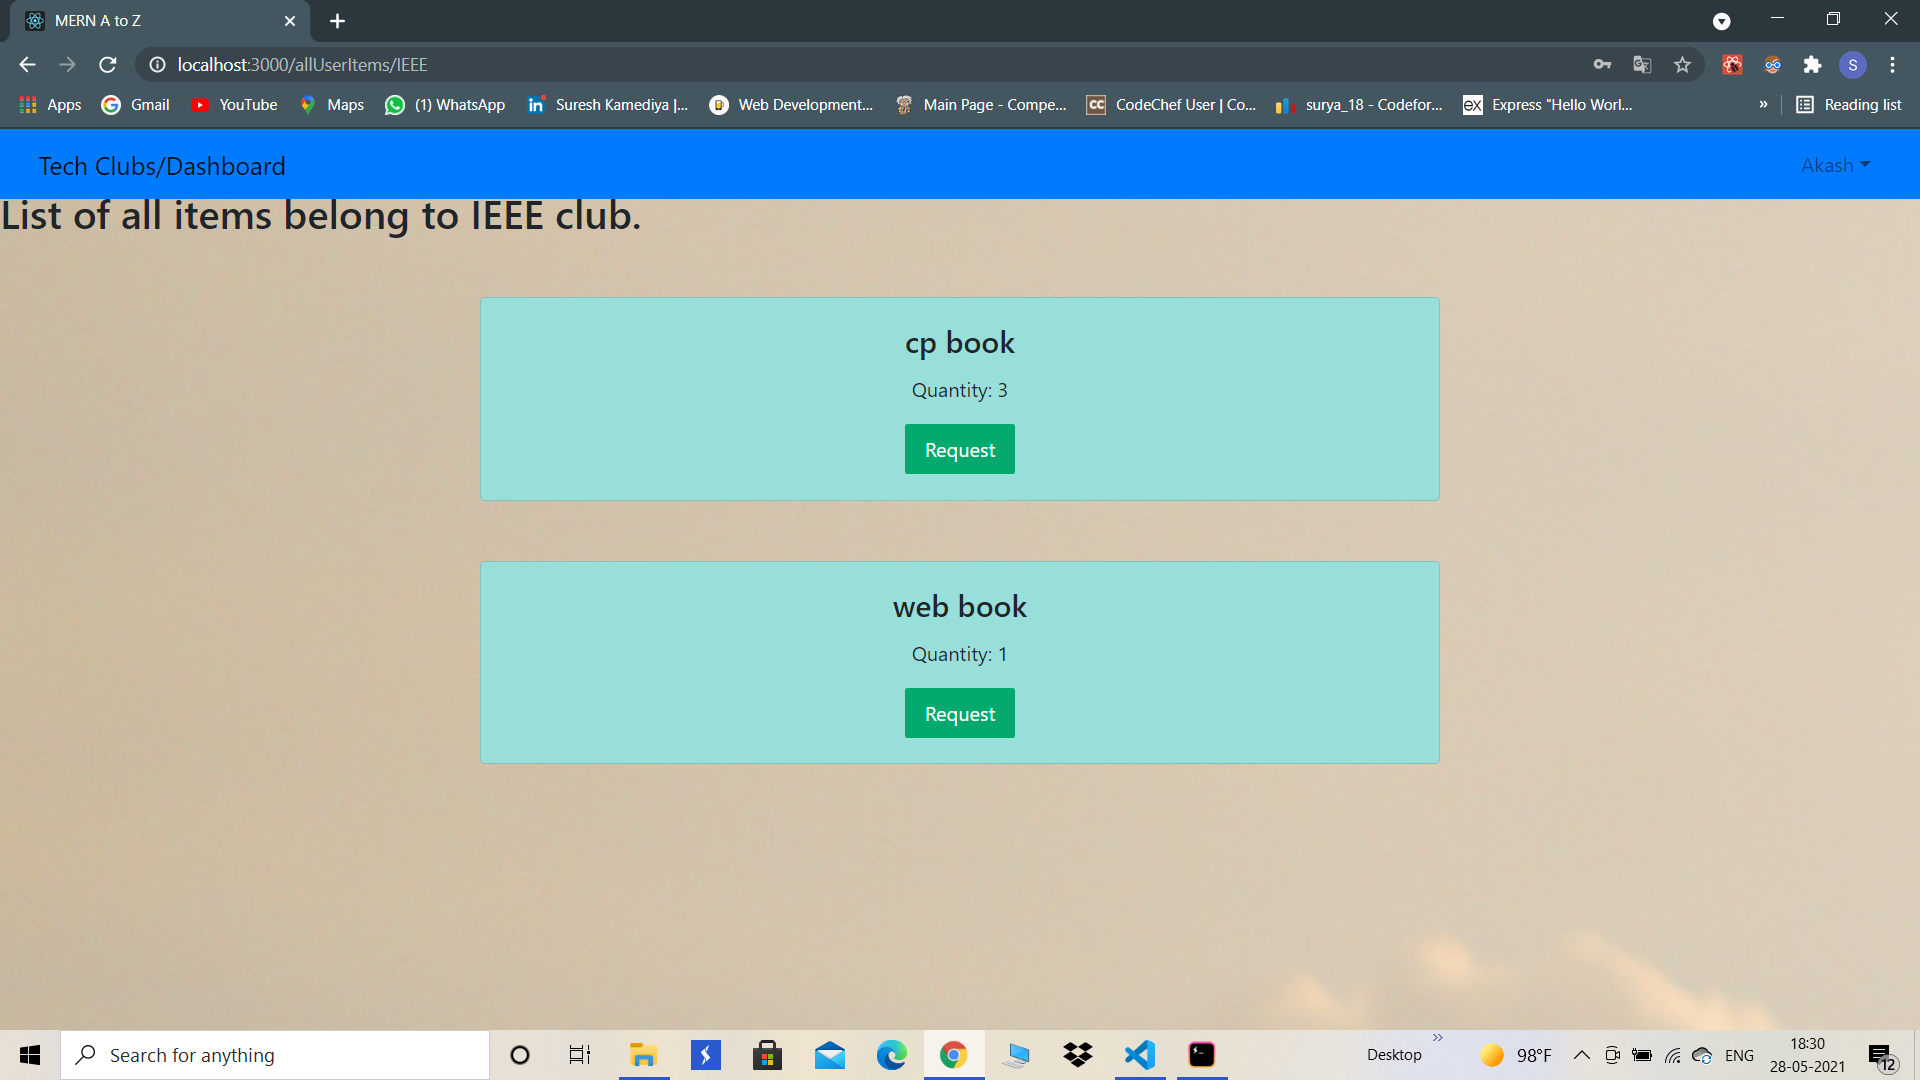 MERN A to Z
localhost:3000/allUserItems/IEEE
S
Apps
Gmail
YouTube
Maps
(1) WhatsApp
Suresh Kamediya |...
Web Development...
Main Page - Compe...
CC
CodeChef User | Co...
surya_18 - Codefor...
ex
Express "Hello Worl...
»
Reading list
Tech Clubs/Dashboard
Akash
List of all items belong to IEEE club.
cp book
Quantity: 3
Request
web book
Quantity: 1
Request
Search for anything
Desktop
»
98°F
ENG
18:30
28-05-2021
12